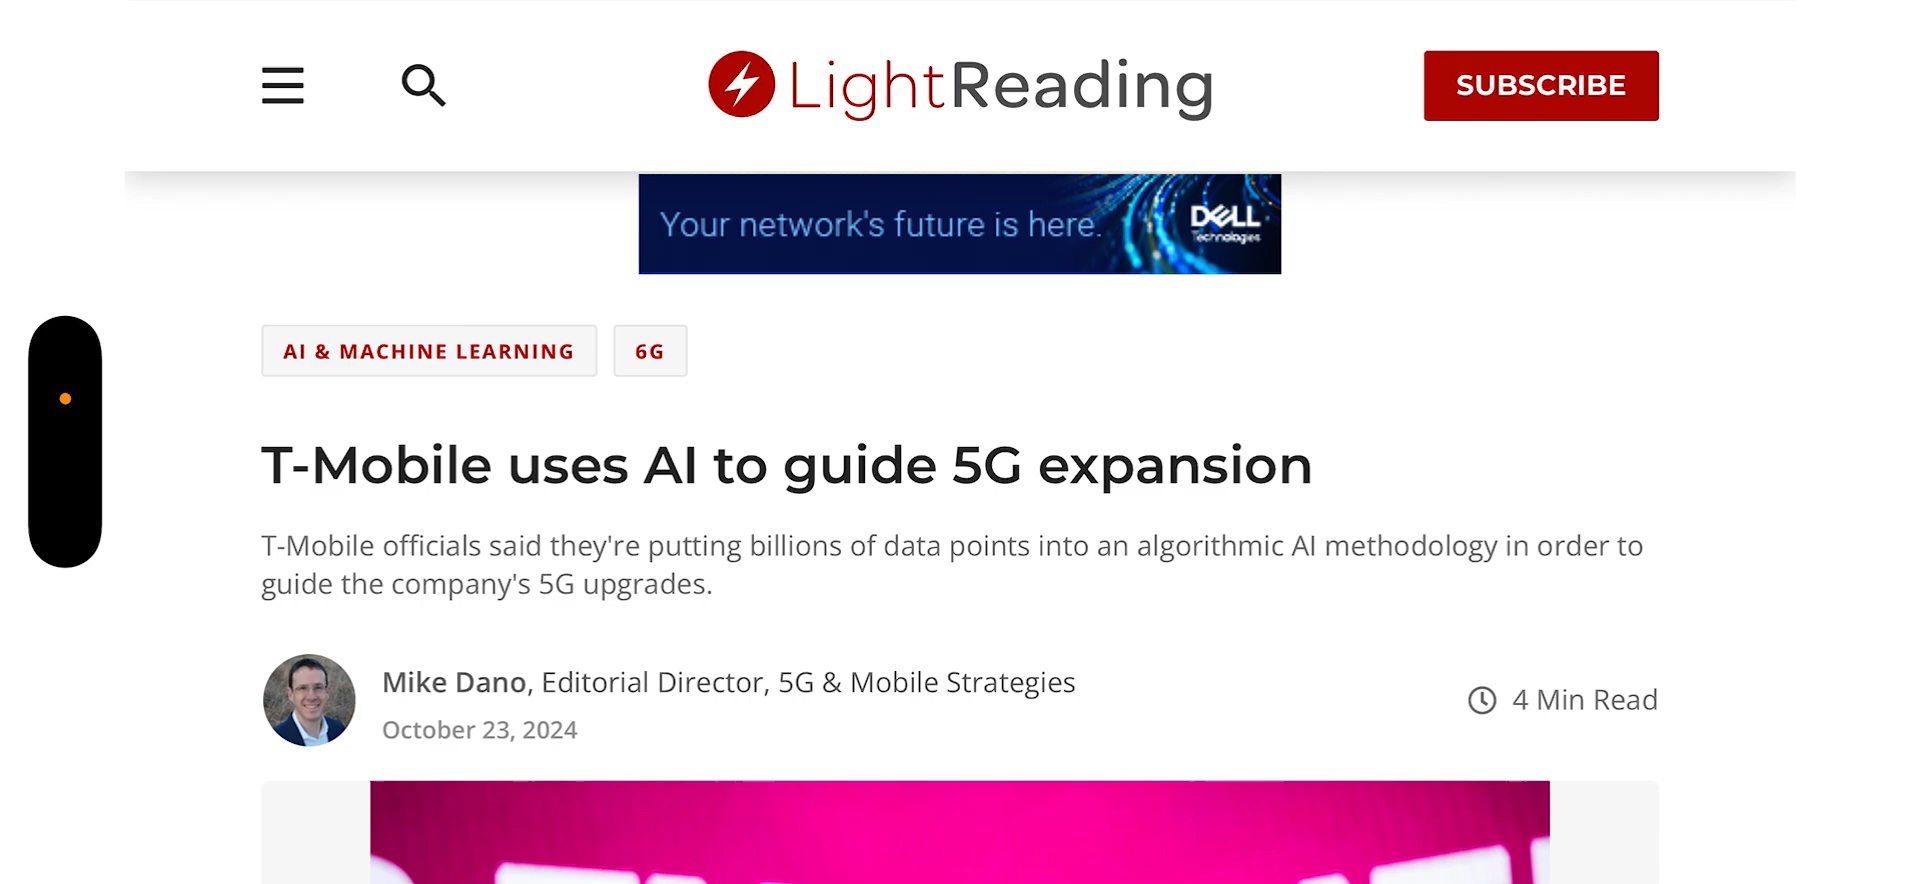 LightReading
SUBSCRIBE
Your network's future is here.
DELL
Technologies
AI & MACHINE LEARNING
6G
T-Mobile uses AI to guide 5G expansion
T-Mobile officials said they're putting billions of data points into an algorithmic AI methodology in order to
guide the company's 5G upgrades.
Mike Dano, Editorial Director, 5G & Mobile Strategies
4 Min Read
October 23, 2024